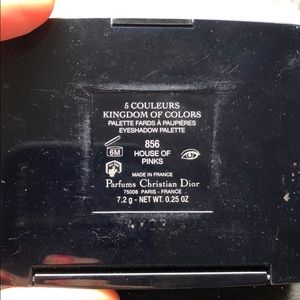 5 COULEURS
KINGDOM OF COLORS
PALETTE FARDS À PAUPIÈRES
EYESHADOW PALETTE
6M
856
HOUSE OF
PINKS
MADE IN FRANCE
Parfums Christian Dior
75008 PARIS - FRANCE
7.2 g - NET WT. 0.25 OZ